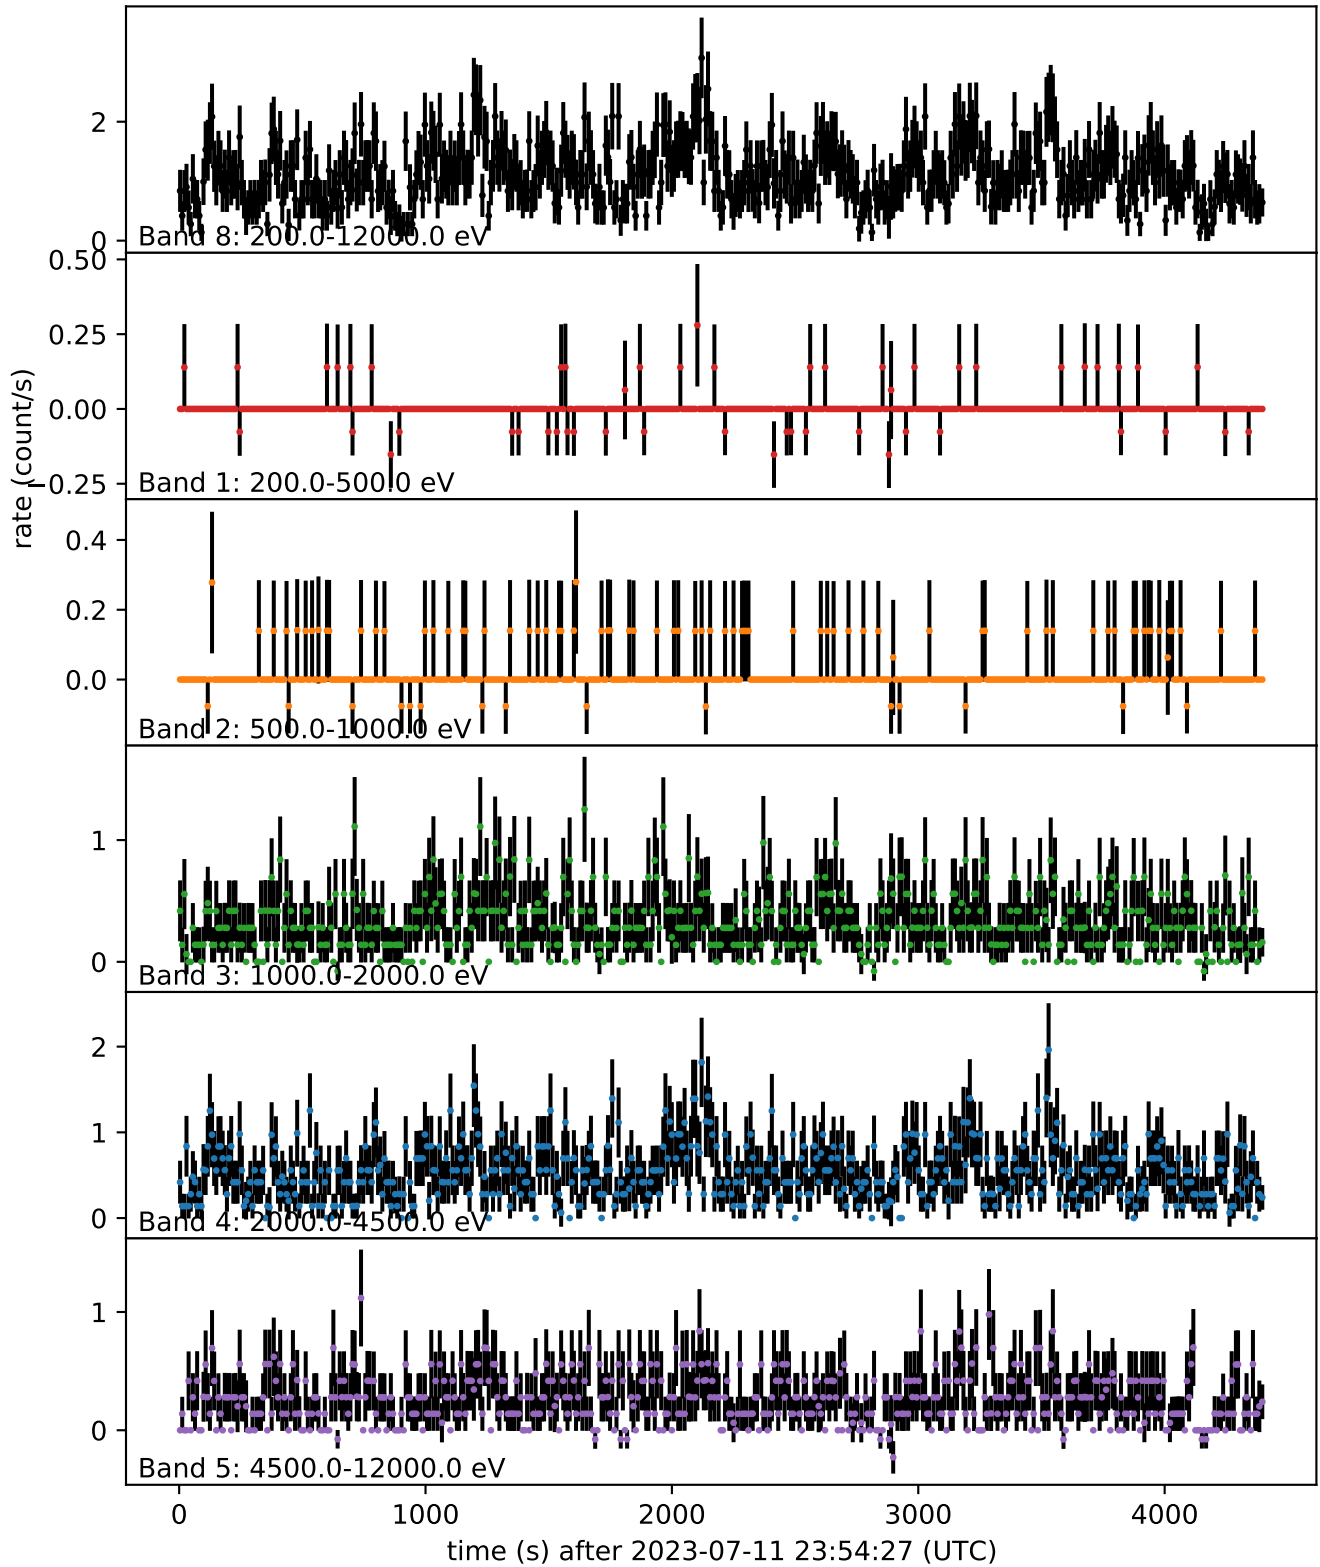 2
0
Band 8: 200.0-12000.0 eV
0.50
0.25
0.00
−0.25
Band 1: 200.0-500.0 eV
rate (count/s)
0.4
0.2
0.0
Band 2: 500.0-1000.0 eV
1
0
Band 3: 1000.0-2000.0 eV
2
1
0
Band 4: 2000.0-4500.0 eV
1
0
Band 5: 4500.0-12000.0 eV
0 1000 2000 3000 4000
time (s) after 2023-07-11 23:54:27 (UTC)